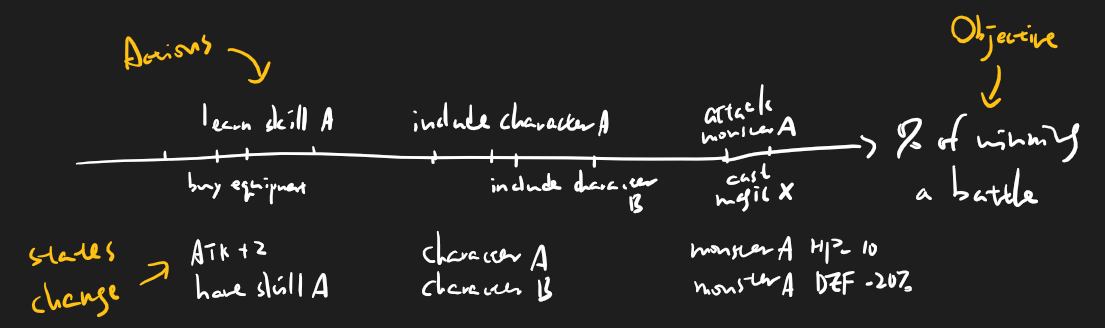 Actions
Objective
learn skill A
include character A
attack
monster A
% of winning
a battle
buy equipment
include character
B
cast
magic X
states
change
ATK +2
have skill A
character A
character B
monster A HP - 10
monster A DEF -20%